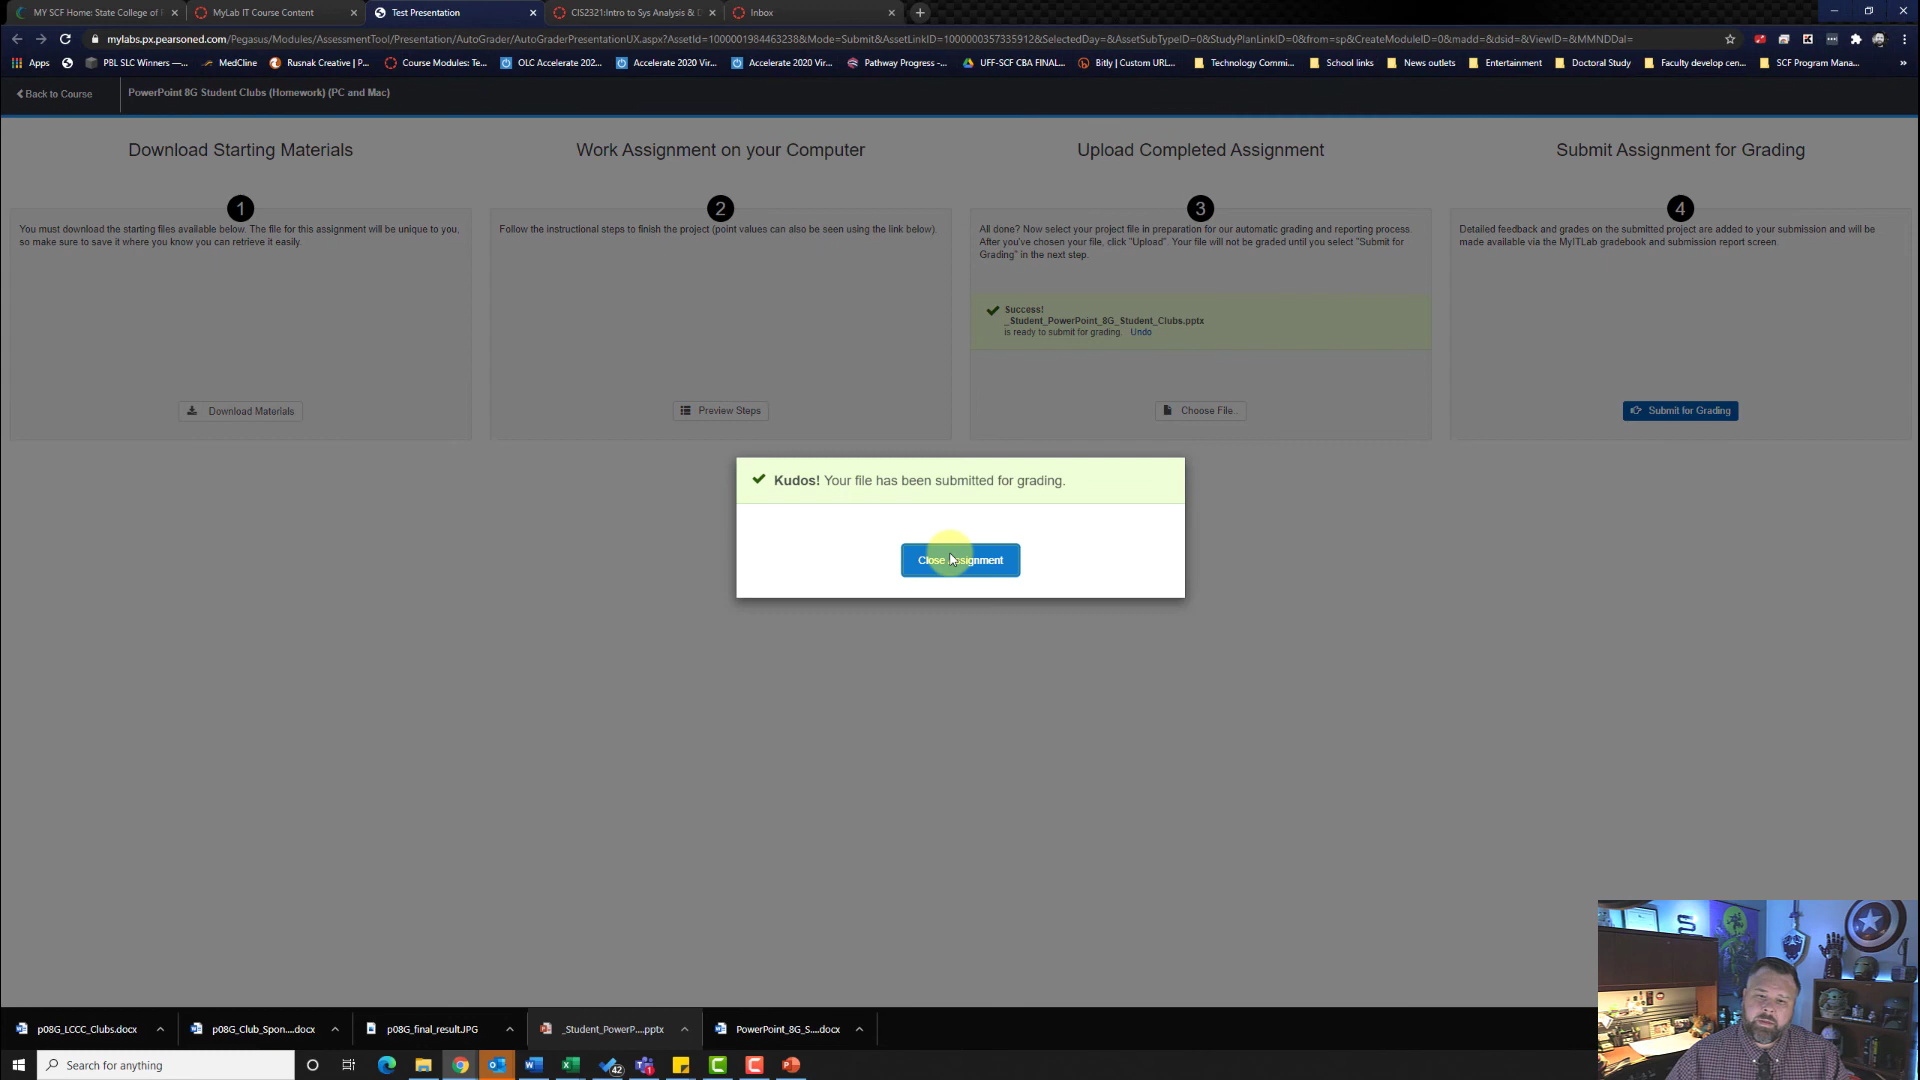 MY SCF Home: State College of
MyLab IT Course Content
Test Presentation
CIS2321:Intro to Sys Analysis & D
Inbox
mylabs.px.pearsoned.com/Pegasus/Modules/AssessmentTool/Presentation/AutoGrader/AutoGraderPresentationUX.aspx?AssetId=1000001984463238&Mode=Submit&AssetLinkID=1000000357335912&SelectedDay=&AssetSubTypeID=0&StudyPlanLinkID=0&from=sp&CreateModuleID=0&madd=&dsid=&ViewID=&MMNDDal=
Apps
PBL SLC Winners —...
MedCline
Rusnak Creative | P...
Course Modules: Te...
OLC Accelerate 202...
Accelerate 2020 Vir...
Accelerate 2020 Vir...
Pathway Progress -...
UFF-SCF CBA FINAL...
Bitly | Custom URL...
Technology Commi...
School links
News outlets
Entertainment
Doctoral Study
Faculty develop cen...
SCF Program Mana...
»
Back to Course
PowerPoint 8G Student Clubs (Homework) (PC and Mac)
Download Starting Materials
1
You must download the starting files available below. The file for this assignment will be unique to you,
so make sure to save it where you know you can retrieve it easily.
Download Materials
Work Assignment on your Computer
2
Follow the instructional steps to finish the project (point values can also be seen using the link below).
Preview Steps
Upload Completed Assignment
3
All done? Now select your project file in preparation for our automatic grading and reporting process.
After you've chosen your file, click "Upload". Your file will not be graded until you select "Submit for
Grading" in the next step.
Success!
_Student_PowerPoint_8G_Student_Clubs.pptx
is ready to submit for grading. Undo
Choose File..
Submit Assignment for Grading
4
Detailed feedback and grades on the submitted project are added to your submission and will be
made available via the MyITLab gradebook and submission report screen.
Submit for Grading
Kudos! Your file has been submitted for grading.
Close Assignment
p08G_LCCC_Clubs.docx
p08G_Club_Spon....docx
p08G_final_result.JPG
_Student_PowerP....pptx
PowerPoint_8G_S....docx
Search for anything
42
1